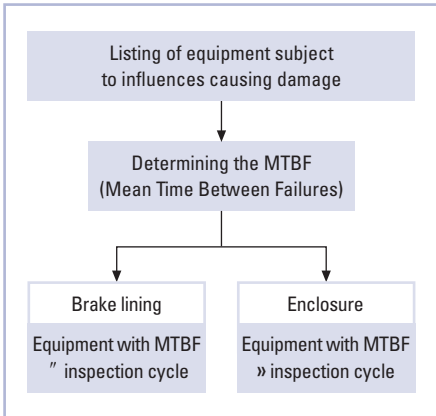 Listing of equipment subject
to influences causing damage
Determining the MTBF
(Mean Time Between Failures)
Brake lining
Equipment with MTBF
″ inspection cycle
Enclosure
Equipment with MTBF
» inspection cycle